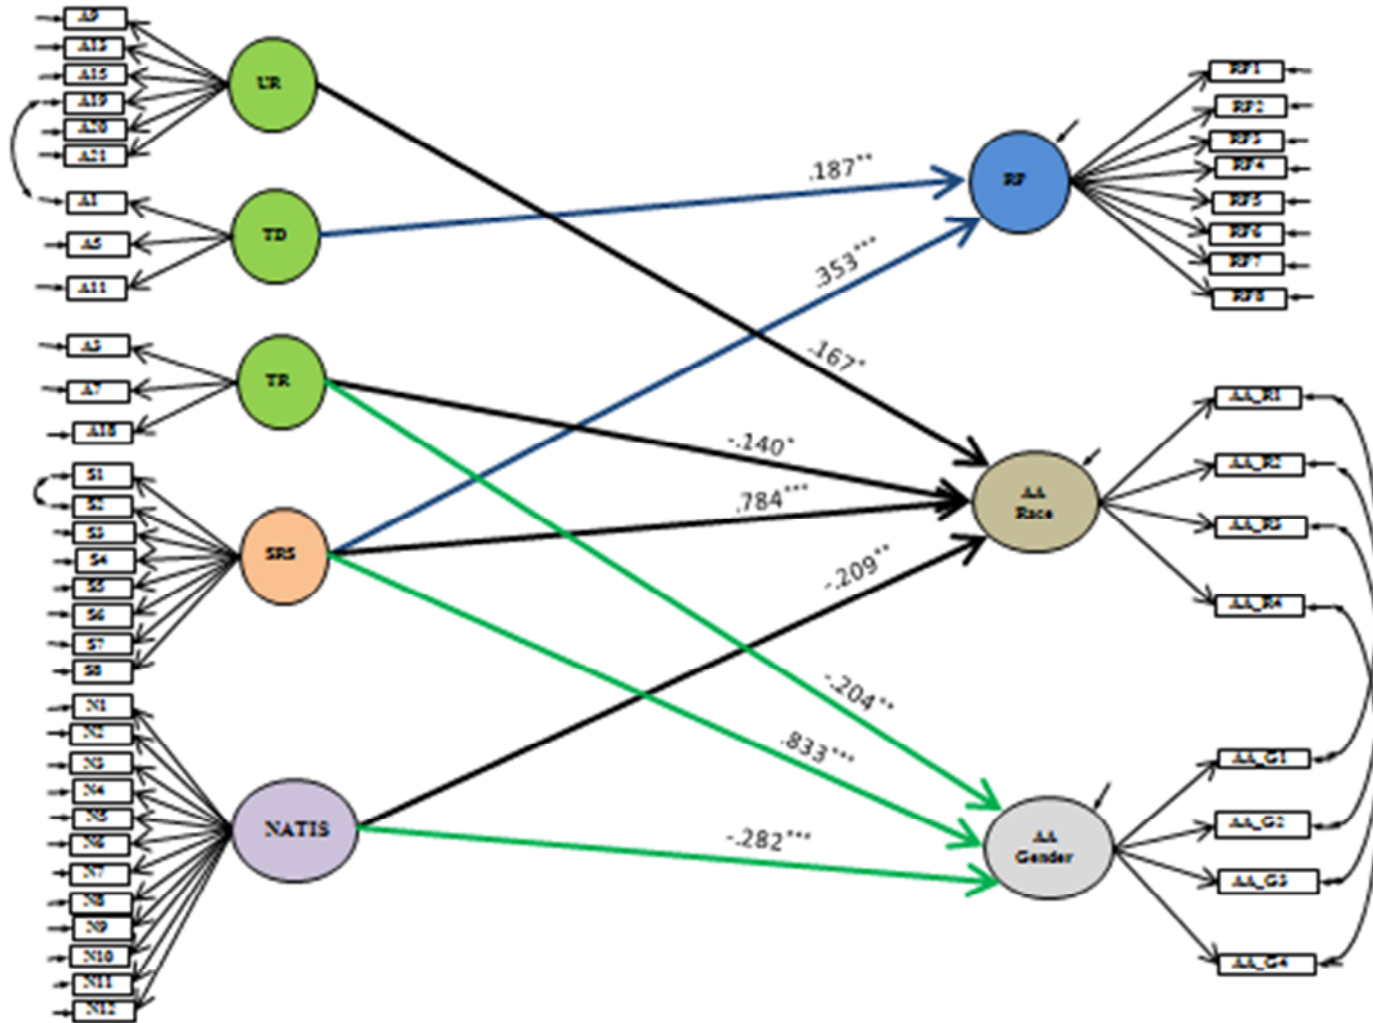 A9
A13
A15
A19
A20
A21
UR
A1
A5
A11
TD
A3
A7
A18
TR
S1
S2
S3
S4
S5
S6
S7
S8
SRS
N1
N2
N3
N4
N5
N6
N7
N8
N9
N10
N11
N12
NATIS
.187**
.353***
.167*
-.140*
.784***
-.209**
-.204**
.833***
-.282***
RF
RF1
RF2
RF3
RF4
RF5
RF6
RF7
RF8
AA
Race
AA_R1
AA_R2
AA_R3
AA_R4
AA
Gender
AA_G1
AA_G2
AA_G3
AA_G4